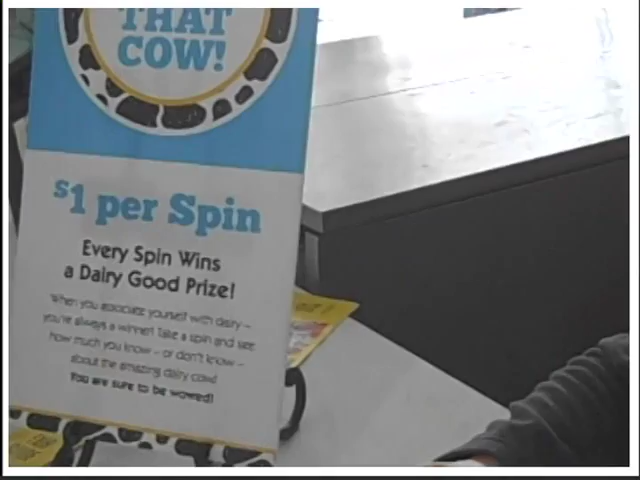 THAT
COW!
$1 per Spin
Every Spin Wins
a Dairy Good Prize!
When you associate yourself with dairy –
you're always a winner! Take a spin and see
how much you know – or don't know –
about the amazing dairy cow!
You are sure to be wowed!